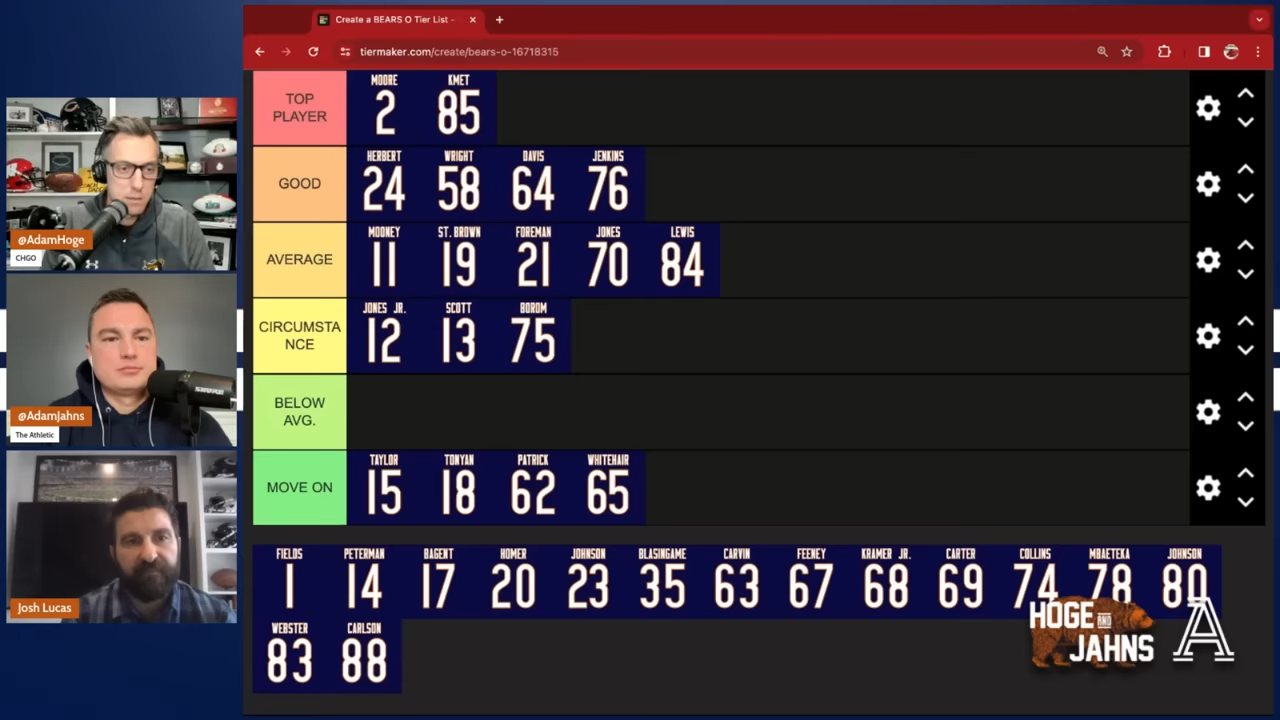 Create a BEARS O Tier List -
tiermaker.com/create/bears-o-16718315
@AdamHoge
CHGO
@AdamJahns
The Athletic
Josh Lucas
TOP
PLAYER
MOORE KMET
2 85
GOOD
HERBERT WRIGHT DAVIS JENKINS
24 58 64 76
AVERAGE
MOONEY ST. BROWN FOREMAN JONES LEWIS
11 19 21 70 84
CIRCUMSTA
NCE
JONES JR. SCOTT BOROM
12 13 75
BELOW
AVG.
MOVE ON
TAYLOR TONYAN PATRICK WHITEHAIR
15 18 62 65
FIELDS PETERMAN BAGENT HOMER JOHNSON BLASINGAME CARVIN FEENEY KRAMER JR. CARTER COLLINS MBAETEKA JOHNSON
1 14 17 20 23 35 63 67 68 69 74 78 80
WEBSTER CARLSON
83 88
HOGE AND
JAHNS
A